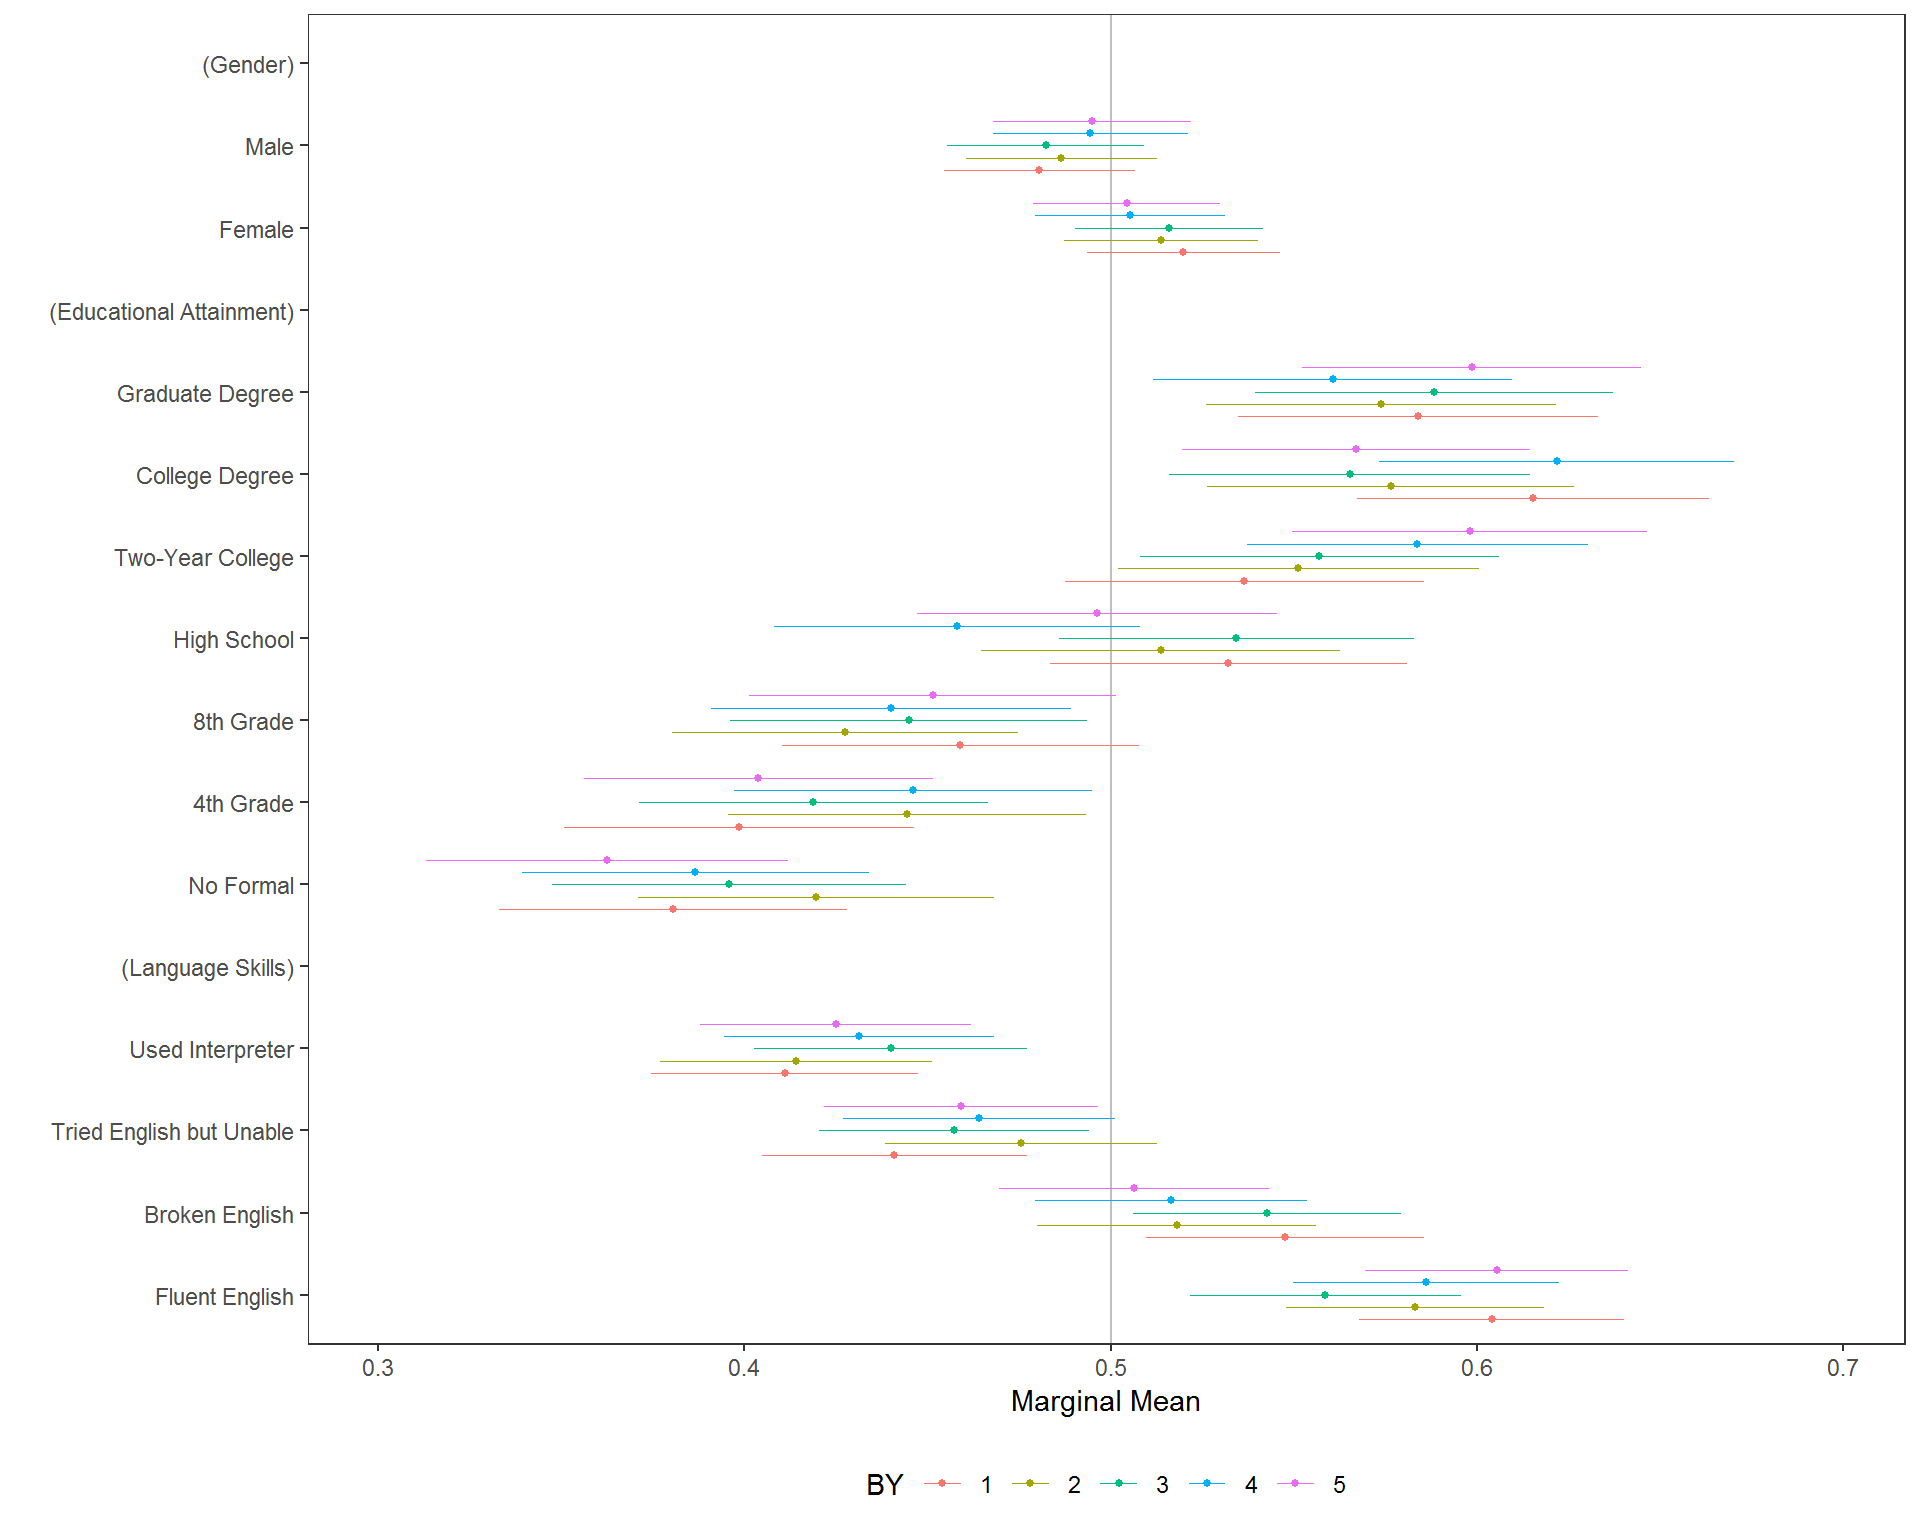 (Gender)
Male
Female
(Educational Attainment)
Graduate Degree
College Degree
Two-Year College
High School
8th Grade
4th Grade
No Formal
(Language Skills)
Used Interpreter
Tried English but Unable
Broken English
Fluent English
0.3 0.4 0.5 0.6 0.7
Marginal Mean
BY 1 2 3 4 5